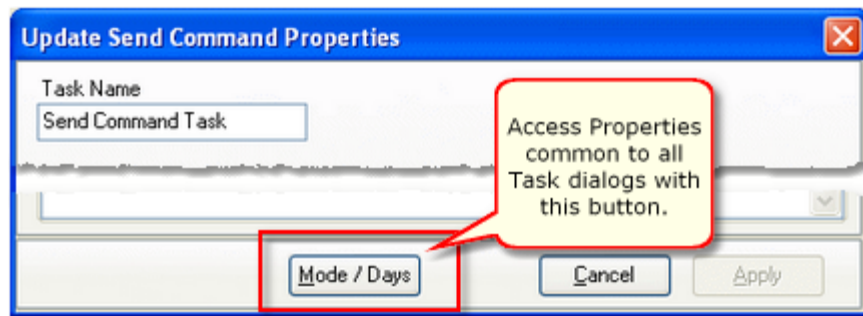 Update Send Command Properties
Task Name
Send Command Task
Access Properties
common to all
Task dialogs with
this button.
Mode / Days
Cancel
Apply